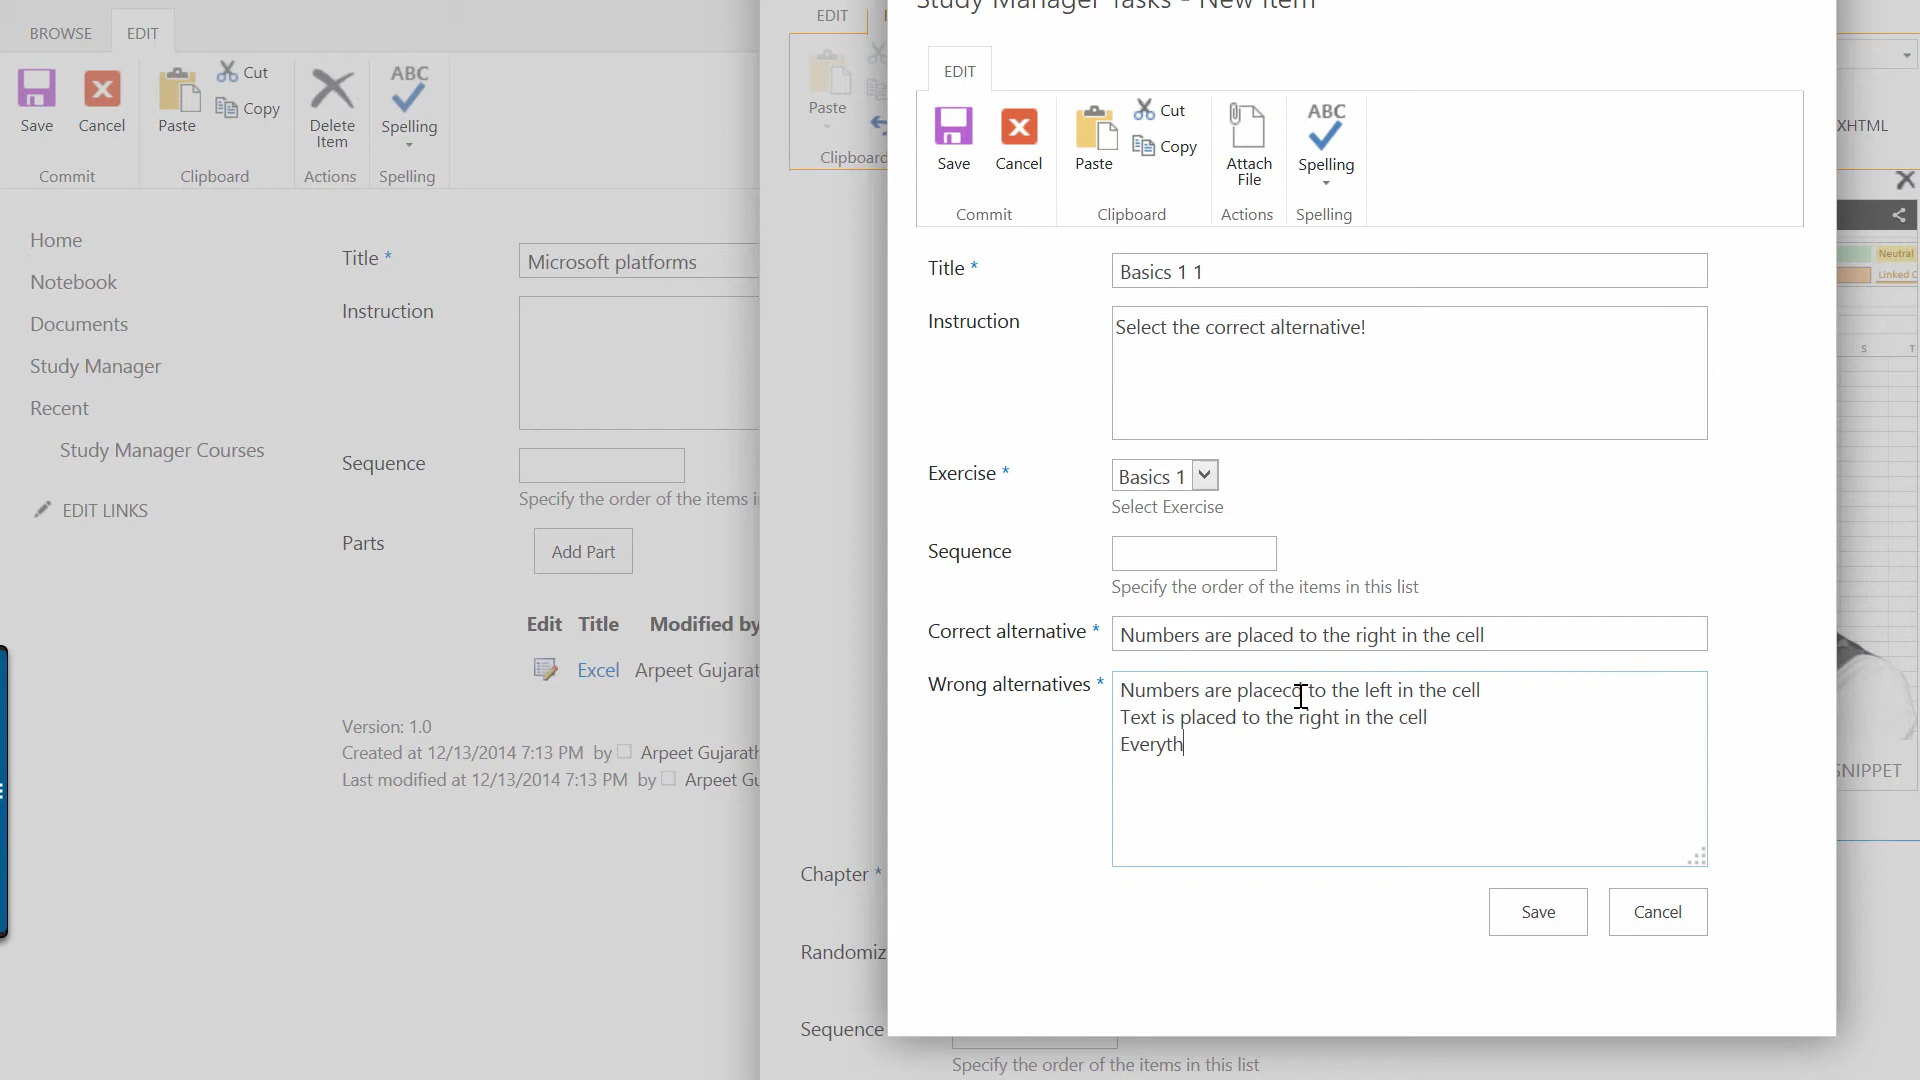 BROWSE
EDIT
Save
Cancel
Commit
Paste
Cut
Copy
Clipboard
Delete
Item
Actions
ABC
Spelling
Spelling
Home
Notebook
Documents
Study Manager
Recent
Study Manager Courses
EDIT LINKS
Title *
Microsoft platforms
Instruction
Sequence
Specify the order of the items i
Parts
Add Part
Edit Title Modified by
Excel Arpeet Gujarat
Version: 1.0
Created at 12/13/2014 7:13 PM by Arpeet Gujarath
Last modified at 12/13/2014 7:13 PM by Arpeet Gu
EDIT
Paste
Clipboard
Chapter *
Randomiz
Sequence
Specify the order of the items in this list
Study Manager Tasks - New Item
EDIT
Save
Cancel
Commit
Paste
Cut
Copy
Clipboard
Attach
File
Actions
ABC
Spelling
Spelling
Title *
Basics 1 1
Instruction
Select the correct alternative!
Exercise *
Basics 1
Select Exercise
Sequence
Specify the order of the items in this list
Correct alternative *
Numbers are placed to the right in the cell
Wrong alternatives *
Numbers are placecd to the left in the cell
Text is placed to the right in the cell
Everyth
Save
Cancel
XHTML
Neutral
Linked C
S T
SNIPPET